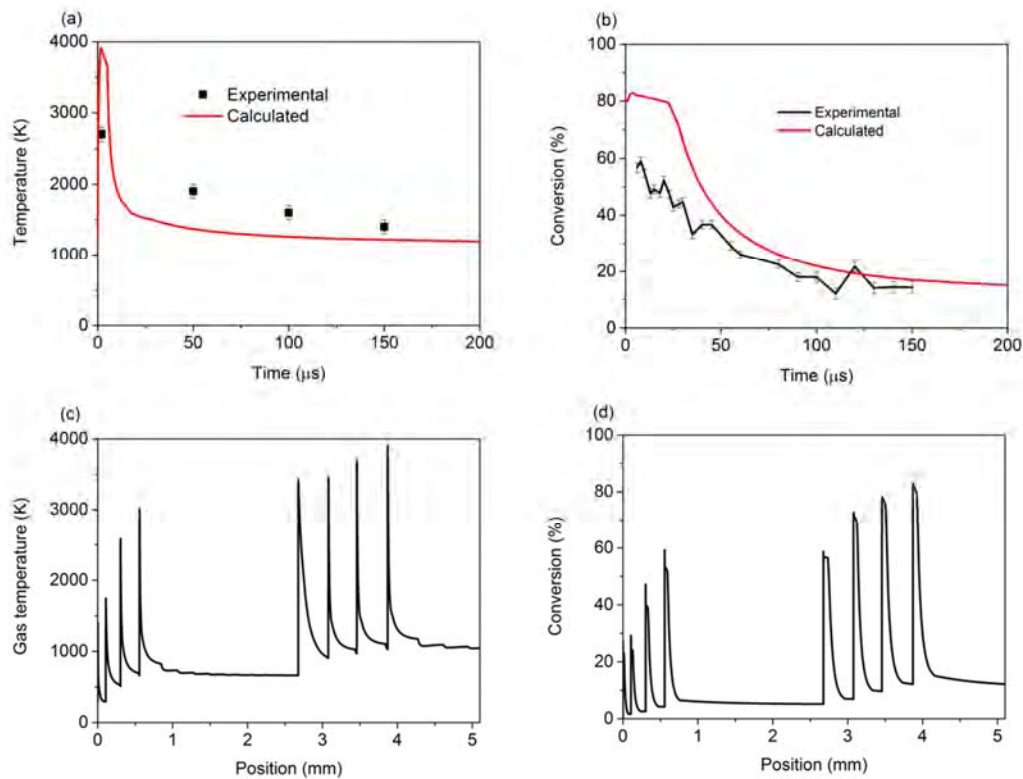 (a)
4000
3000
2000
1000
0
Temperature (K)
Experimental
Calculated
0 50 100 150 200
Time (μs)
(b)
100
80
60
40
20
0
Conversion (%)
Experimental
Calculated
0 50 100 150 200
Time (μs)
(c)
4000
3000
2000
1000
0
Gas temperature (K)
0 1 2 3 4 5
Position (mm)
(d)
100
80
60
40
20
0
Conversion (%)
0 1 2 3 4 5
Position (mm)